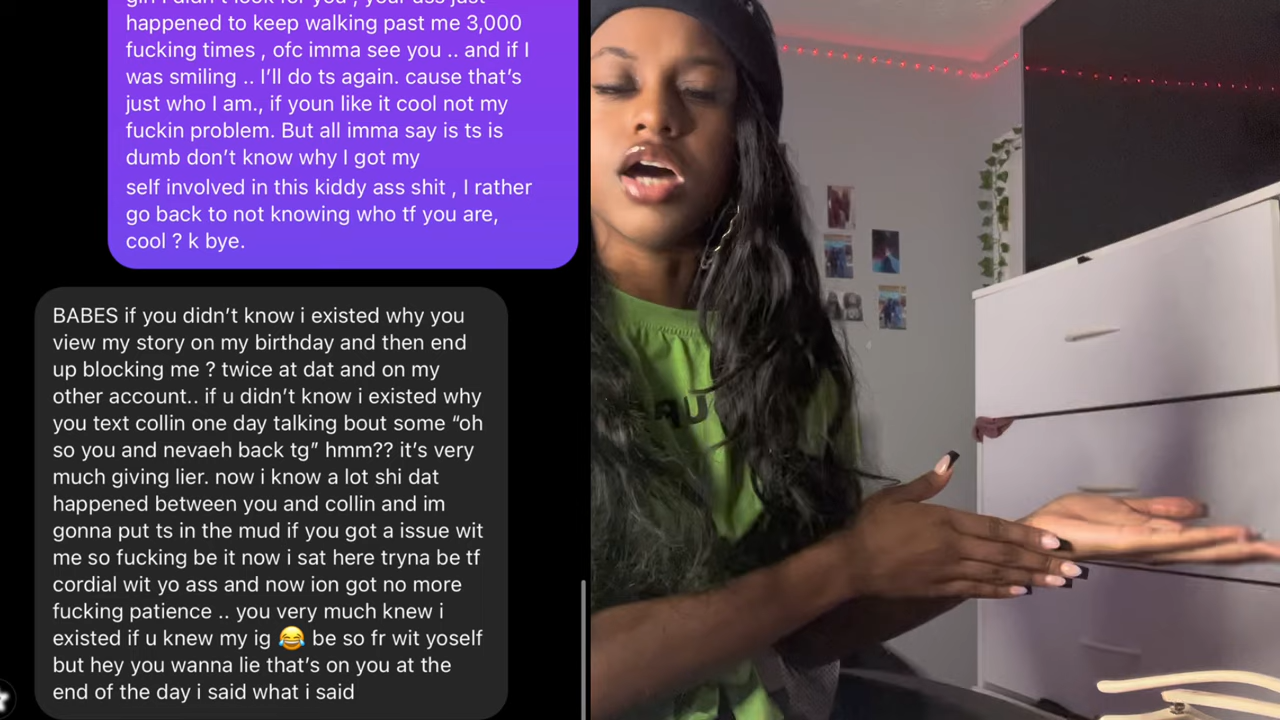 girl i didn't look for you , your ass just
happened to keep walking past me 3,000
fucking times , ofc imma see you .. and if I
was smiling .. I'll do ts again. cause that's
just who I am., if youn like it cool not my
fuckin problem. But all imma say is ts is
dumb don't know why I got my
self involved in this kiddy ass shit , I rather
go back to not knowing who tf you are,
cool ? k bye.
BABES if you didn't know i existed why you
view my story on my birthday and then end
up blocking me ? twice at dat and on my
other account.. if u didn't know i existed why
you text collin one day talking bout some “oh
so you and nevaeh back tg” hmm?? it's very
much giving lier. now i know a lot shi dat
happened between you and collin and im
gonna put ts in the mud if you got a issue wit
me so fucking be it now i sat here tryna be tf
cordial wit yo ass and now ion got no more
fucking patience .. you very much knew i
existed if u knew my ig 😂 be so fr wit yoself
but hey you wanna lie that's on you at the
end of the day i said what i said